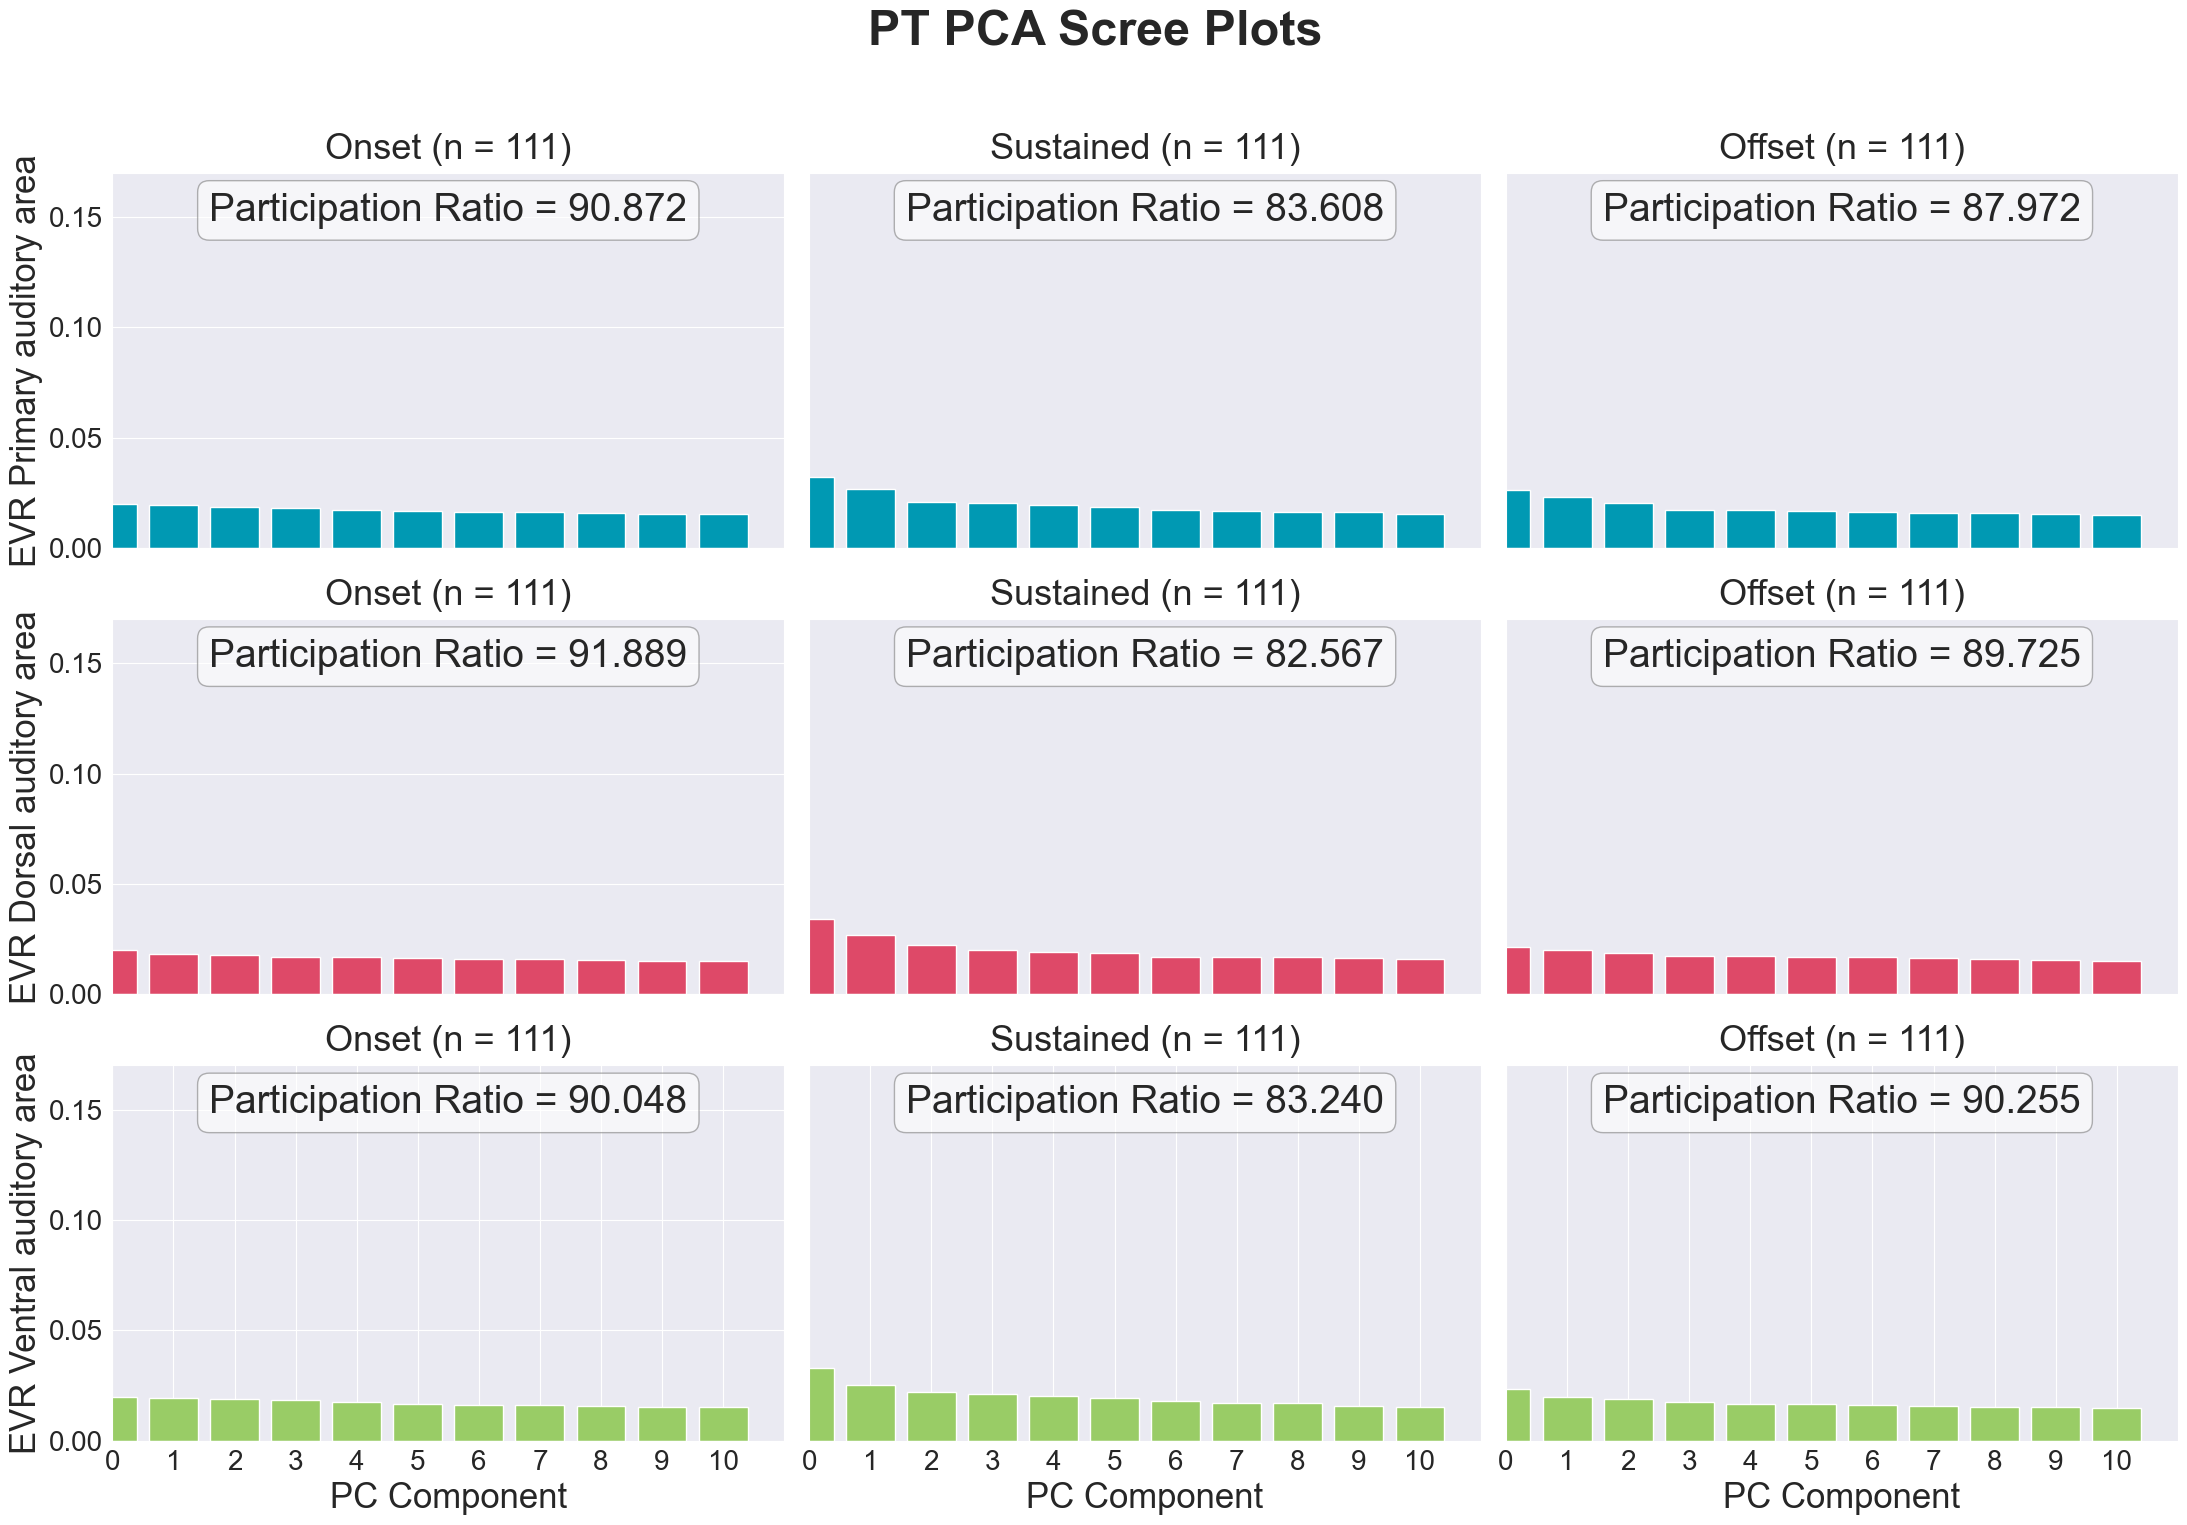 PT PCA Scree Plots
Onset (n = 111)
Sustained (n = 111)
Offset (n = 111)
EVR Primary auditory area
0.15
0.10
0.05
0.00
Participation Ratio = 90.872
Participation Ratio = 83.608
Participation Ratio = 87.972
Onset (n = 111)
Sustained (n = 111)
Offset (n = 111)
EVR Dorsal auditory area
0.15
0.10
0.05
0.00
Participation Ratio = 91.889
Participation Ratio = 82.567
Participation Ratio = 89.725
Onset (n = 111)
Sustained (n = 111)
Offset (n = 111)
EVR Ventral auditory area
0.15
0.10
0.05
0.00
Participation Ratio = 90.048
Participation Ratio = 83.240
Participation Ratio = 90.255
0 1 2 3 4 5 6 7 8 9 10
0 1 2 3 4 5 6 7 8 9 10
0 1 2 3 4 5 6 7 8 9 10
PC Component
PC Component
PC Component